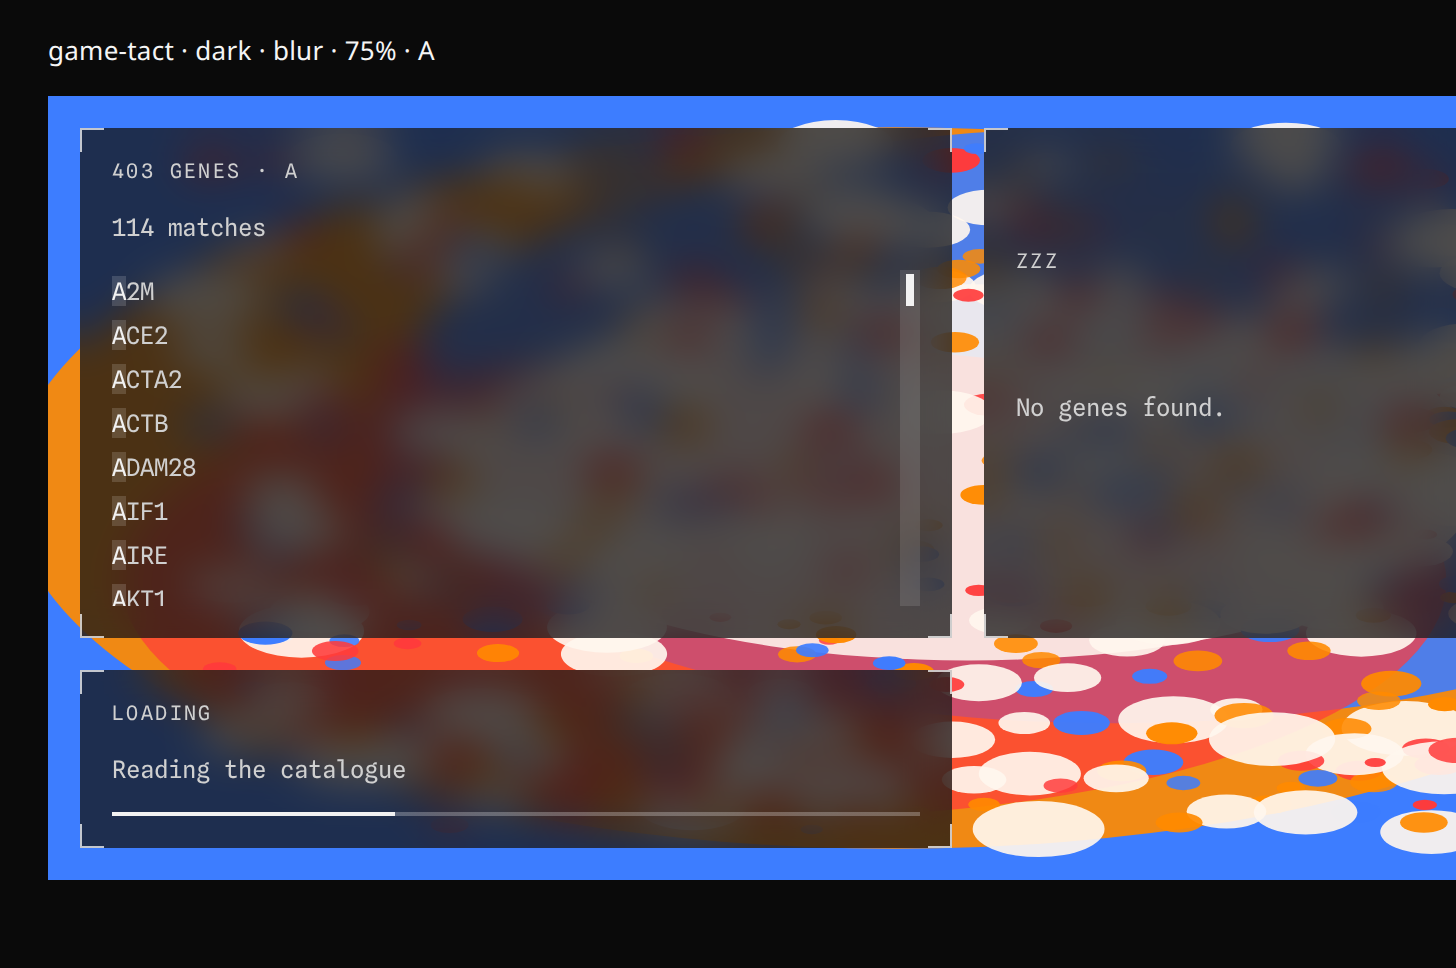 game-tact · dark · blur · 75% · A
403 GENES · A
114 matches
A2M
ACE2
ACTA2
ACTB
ADAM28
AIF1
AIRE
AKT1
ZZZ
No genes found.
LOADING
Reading the catalogue